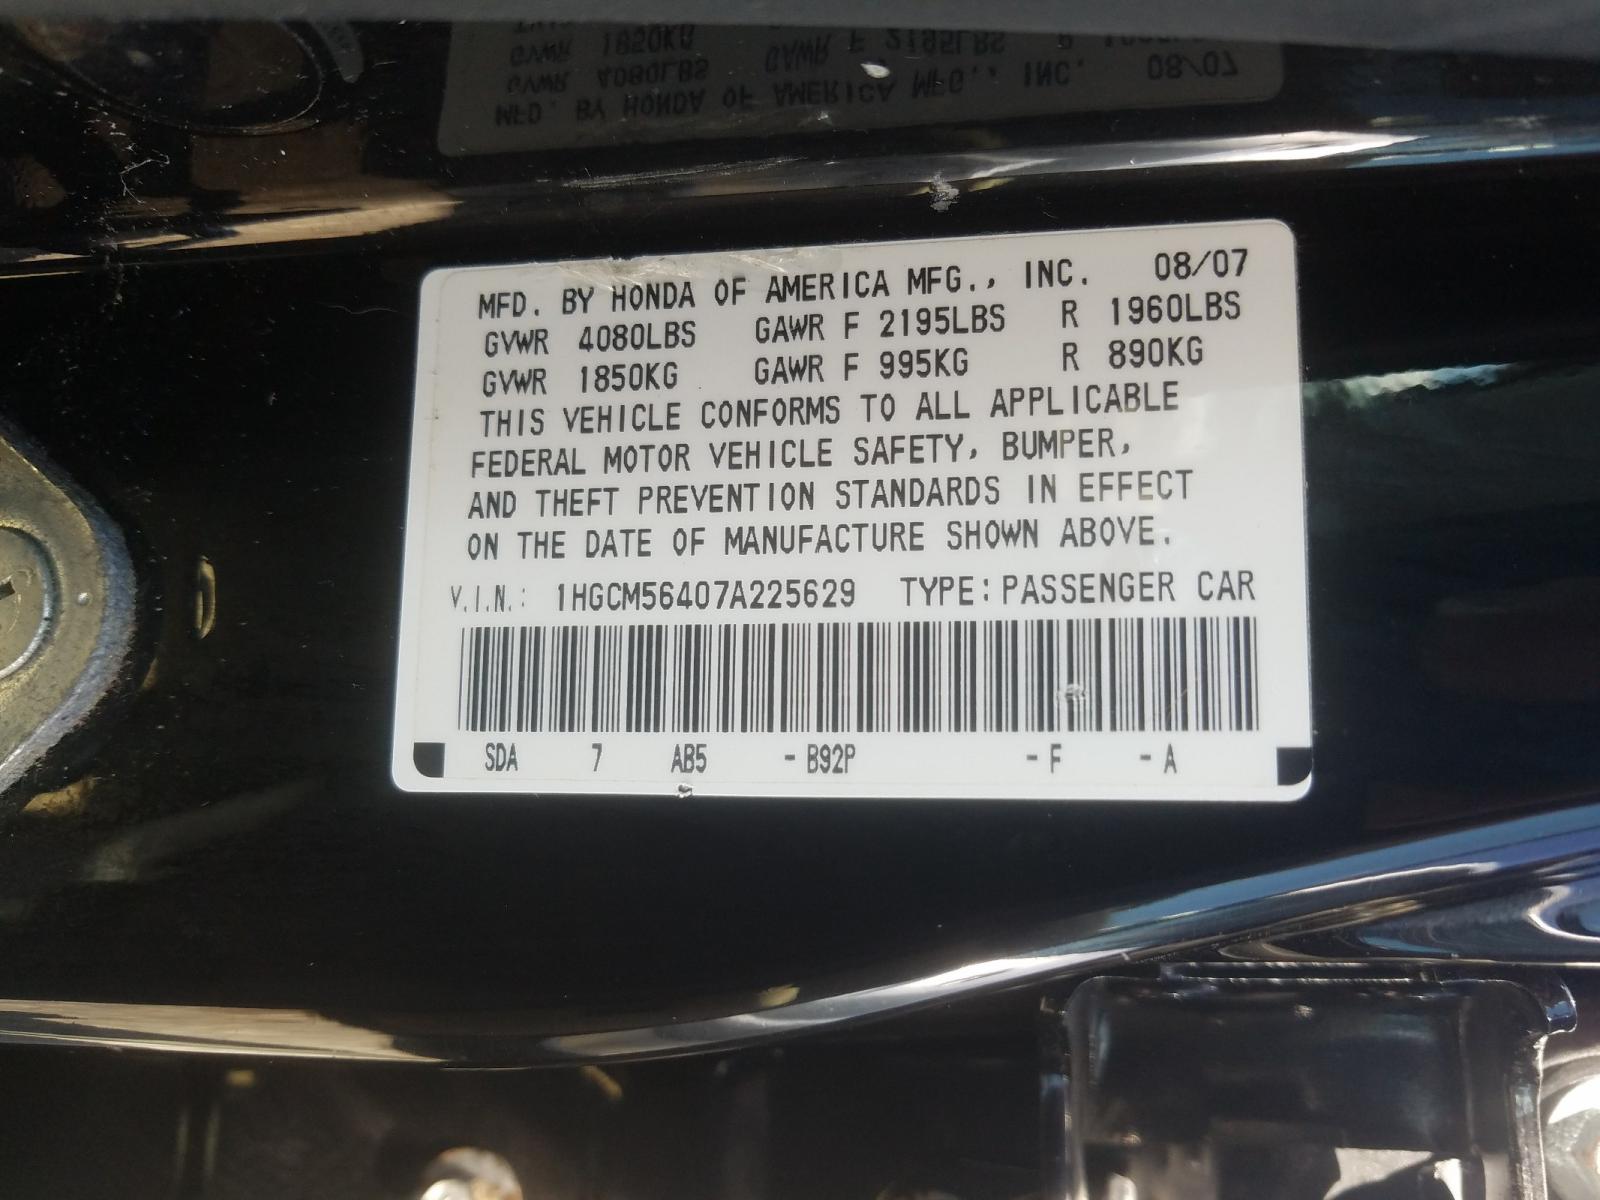 MFD. BY HONDA OF AMERICA MFG., INC. 08/07
GVWR 4080LBS GAWR F 2195LBS R 1960LBS
GVWR 1850KG GAWR F 995KG R 890KG
THIS VEHICLE CONFORMS TO ALL APPLICABLE
FEDERAL MOTOR VEHICLE SAFETY, BUMPER,
AND THEFT PREVENTION STANDARDS IN EFFECT
ON THE DATE OF MANUFACTURE SHOWN ABOVE.
V.I.N.: 1HGCM56407A225629 TYPE: PASSENGER CAR
SDA 7 AB5 -B92P -F -A